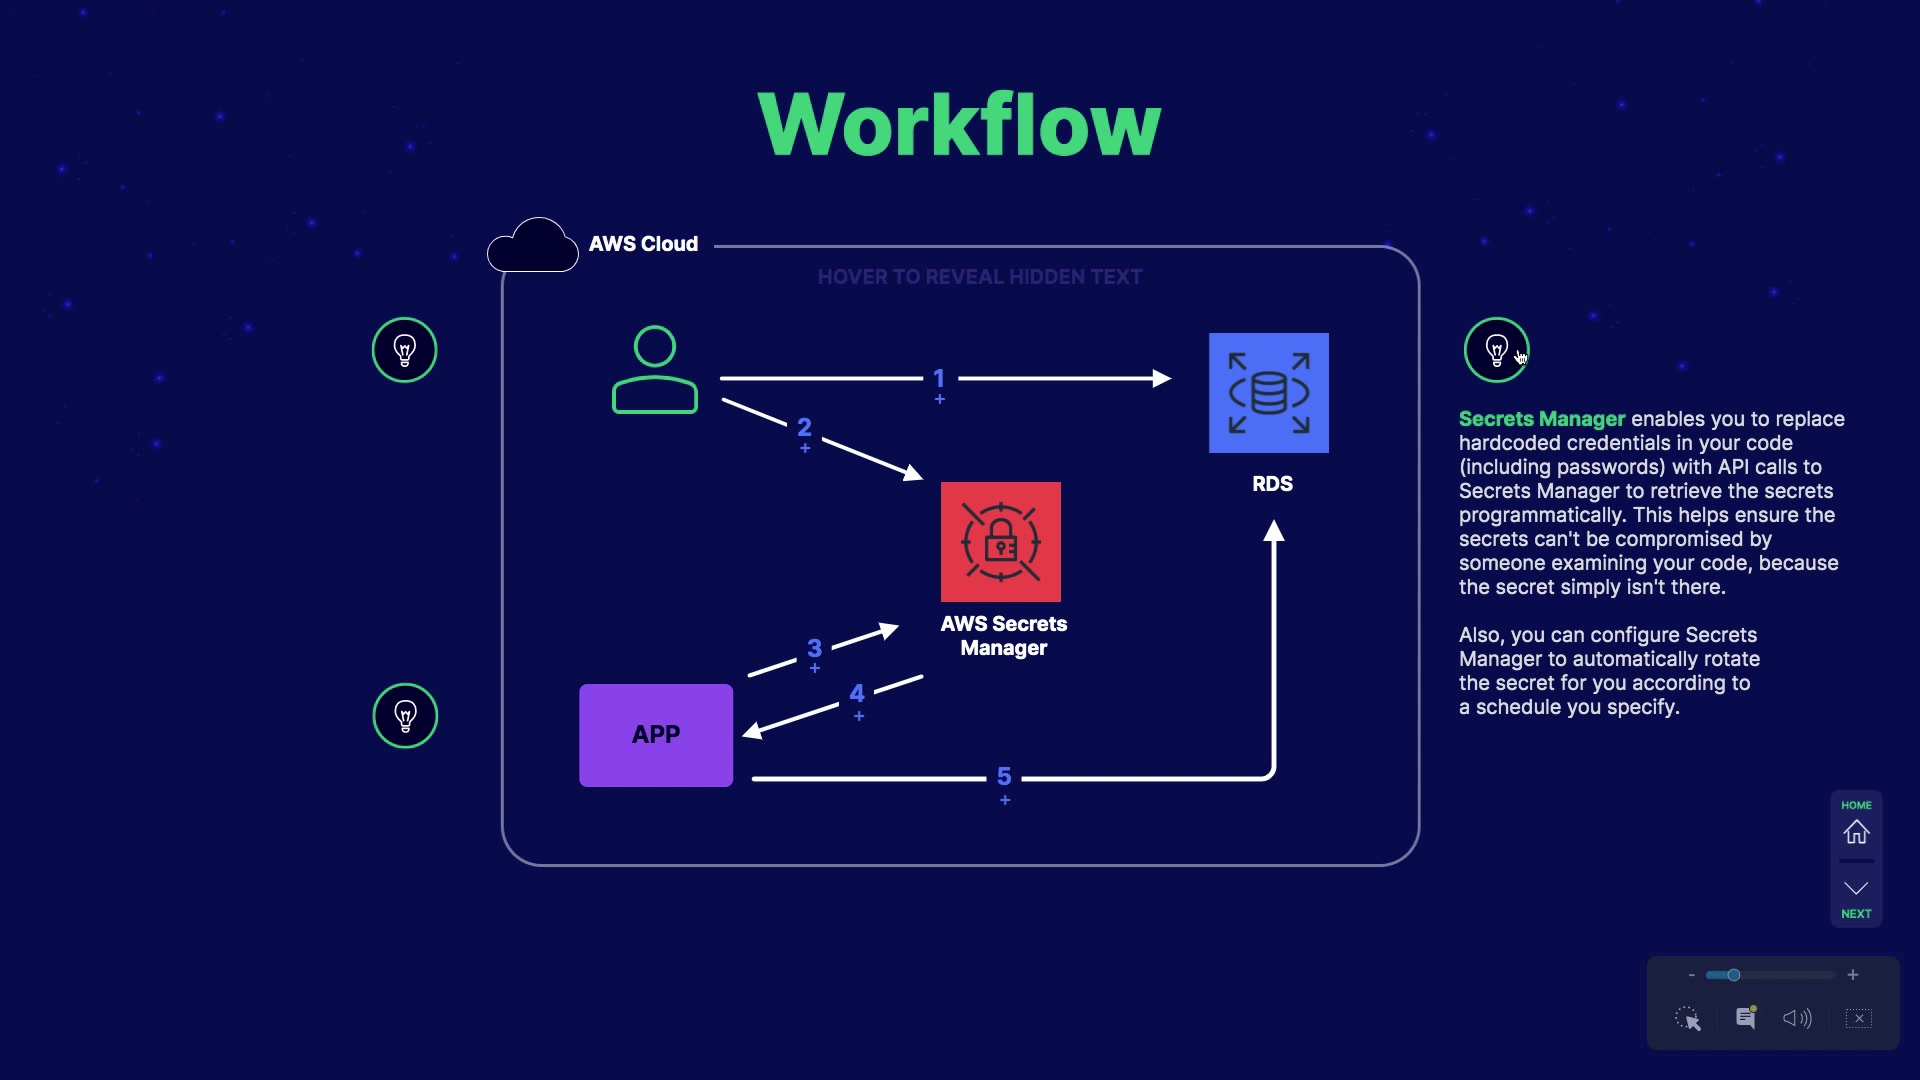 Workflow
AWS Cloud
HOVER TO REVEAL HIDDEN TEXT
1
+
2
+
RDS
AWS Secrets
Manager
3
+
4
+
APP
5
+
Secrets Manager enables you to replace
hardcoded credentials in your code
(including passwords) with API calls to
Secrets Manager to retrieve the secrets
programmatically. This helps ensure the
secrets can't be compromised by
someone examining your code, because
the secret simply isn't there.
Also, you can configure Secrets
Manager to automatically rotate
the secret for you according to
a schedule you specify.
HOME
NEXT
- +